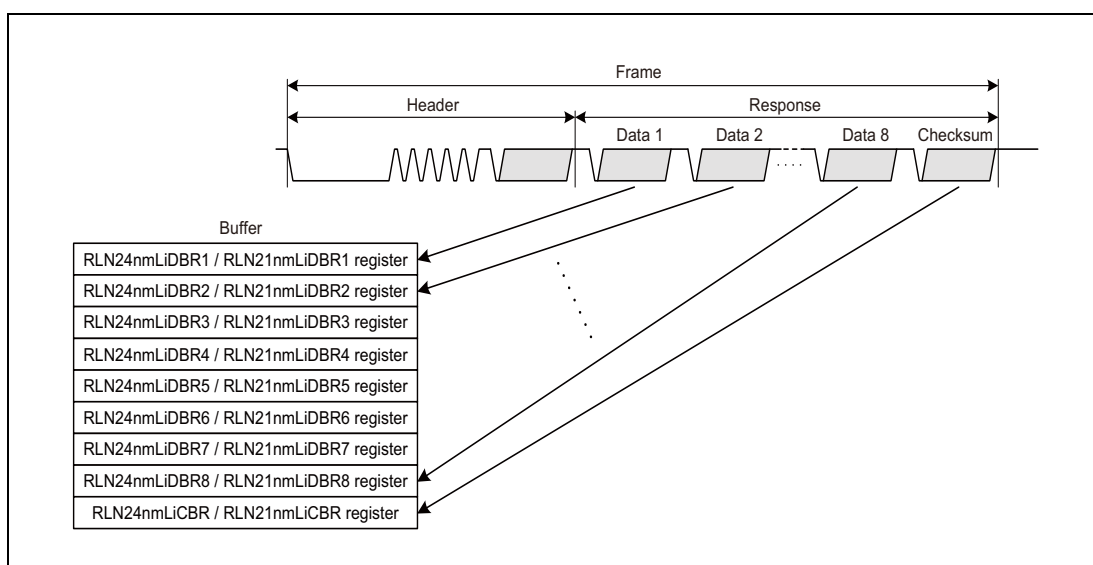 Frame
Header Response
Data 1 Data 2 .... Data 8 Checksum
Buffer
RLN24nmLiDBR1 / RLN21nmLiDBR1 register
RLN24nmLiDBR2 / RLN21nmLiDBR2 register
RLN24nmLiDBR3 / RLN21nmLiDBR3 register
RLN24nmLiDBR4 / RLN21nmLiDBR4 register
RLN24nmLiDBR5 / RLN21nmLiDBR5 register
RLN24nmLiDBR6 / RLN21nmLiDBR6 register
RLN24nmLiDBR7 / RLN21nmLiDBR7 register
RLN24nmLiDBR8 / RLN21nmLiDBR8 register
RLN24nmLiCBR / RLN21nmLiCBR register